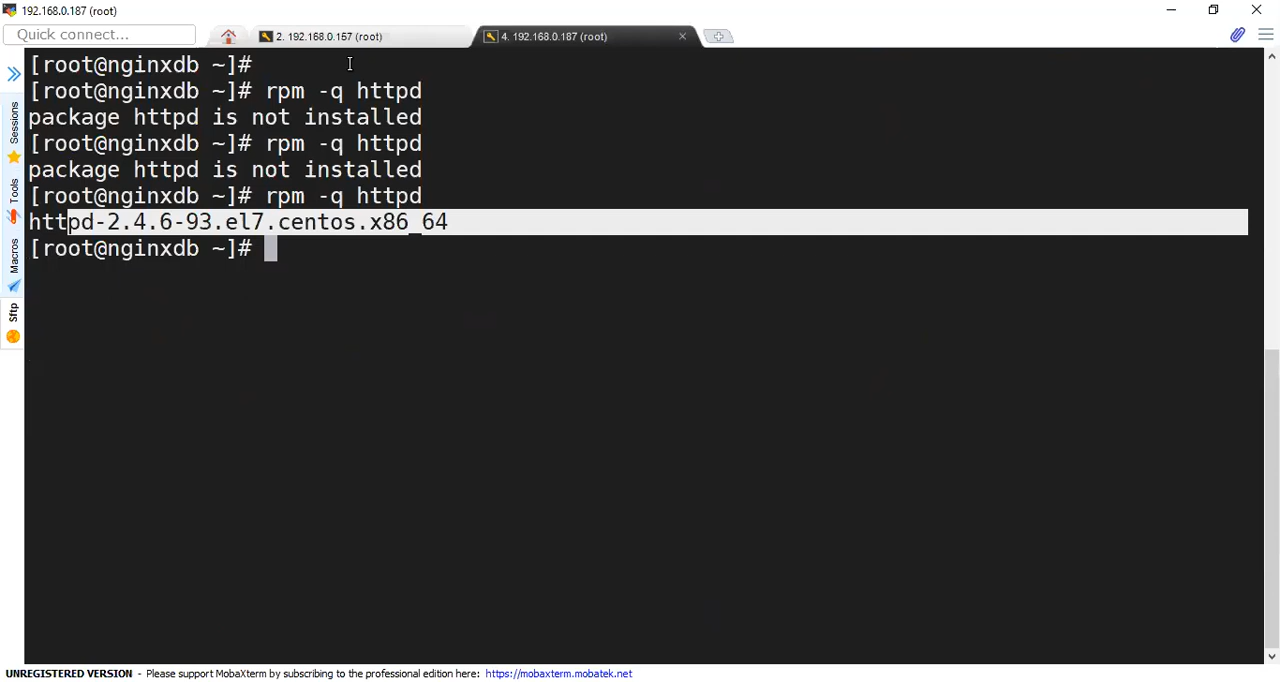 192.168.0.187 (root)
Quick connect...
2. 192.168.0.157 (root)
4. 192.168.0.187 (root)
Sessions
Tools
Macros
Sftp
[root@nginxdb ~]#
[root@nginxdb ~]# rpm -q httpd
package httpd is not installed
[root@nginxdb ~]# rpm -q httpd
package httpd is not installed
[root@nginxdb ~]# rpm -q httpd
httpd-2.4.6-93.el7.centos.x86_64
[root@nginxdb ~]#
UNREGISTERED VERSION - Please support MobaXterm by subscribing to the professional edition here: https://mobaxterm.mobatek.net